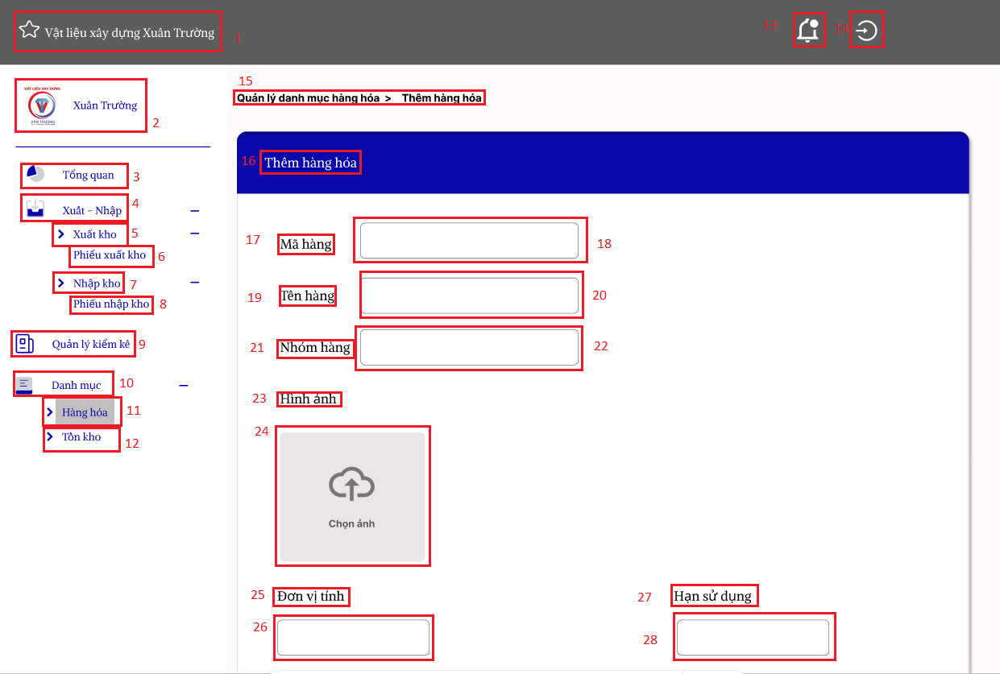 Vật liệu xây dựng Xuân Trường
1
13
14
VẬT LIỆU XÂY DỰNG
Xuân Trường
2
15
Quản lý danh mục hàng hóa > Thêm hàng hóa
Tổng quan
3
Xuất - Nhập
4
Xuất kho
5
Phiếu xuất kho
6
Nhập kho
7
Phiếu nhập kho
8
Quản lý kiểm kê
9
Danh mục
10
Hàng hóa
11
Tồn kho
12
16
Thêm hàng hóa
17
Mã hàng
18
19
Tên hàng
20
21
Nhóm hàng
22
23
Hình ảnh
24
Chọn ảnh
25
Đơn vị tính
27
Hạn sử dụng
26
28